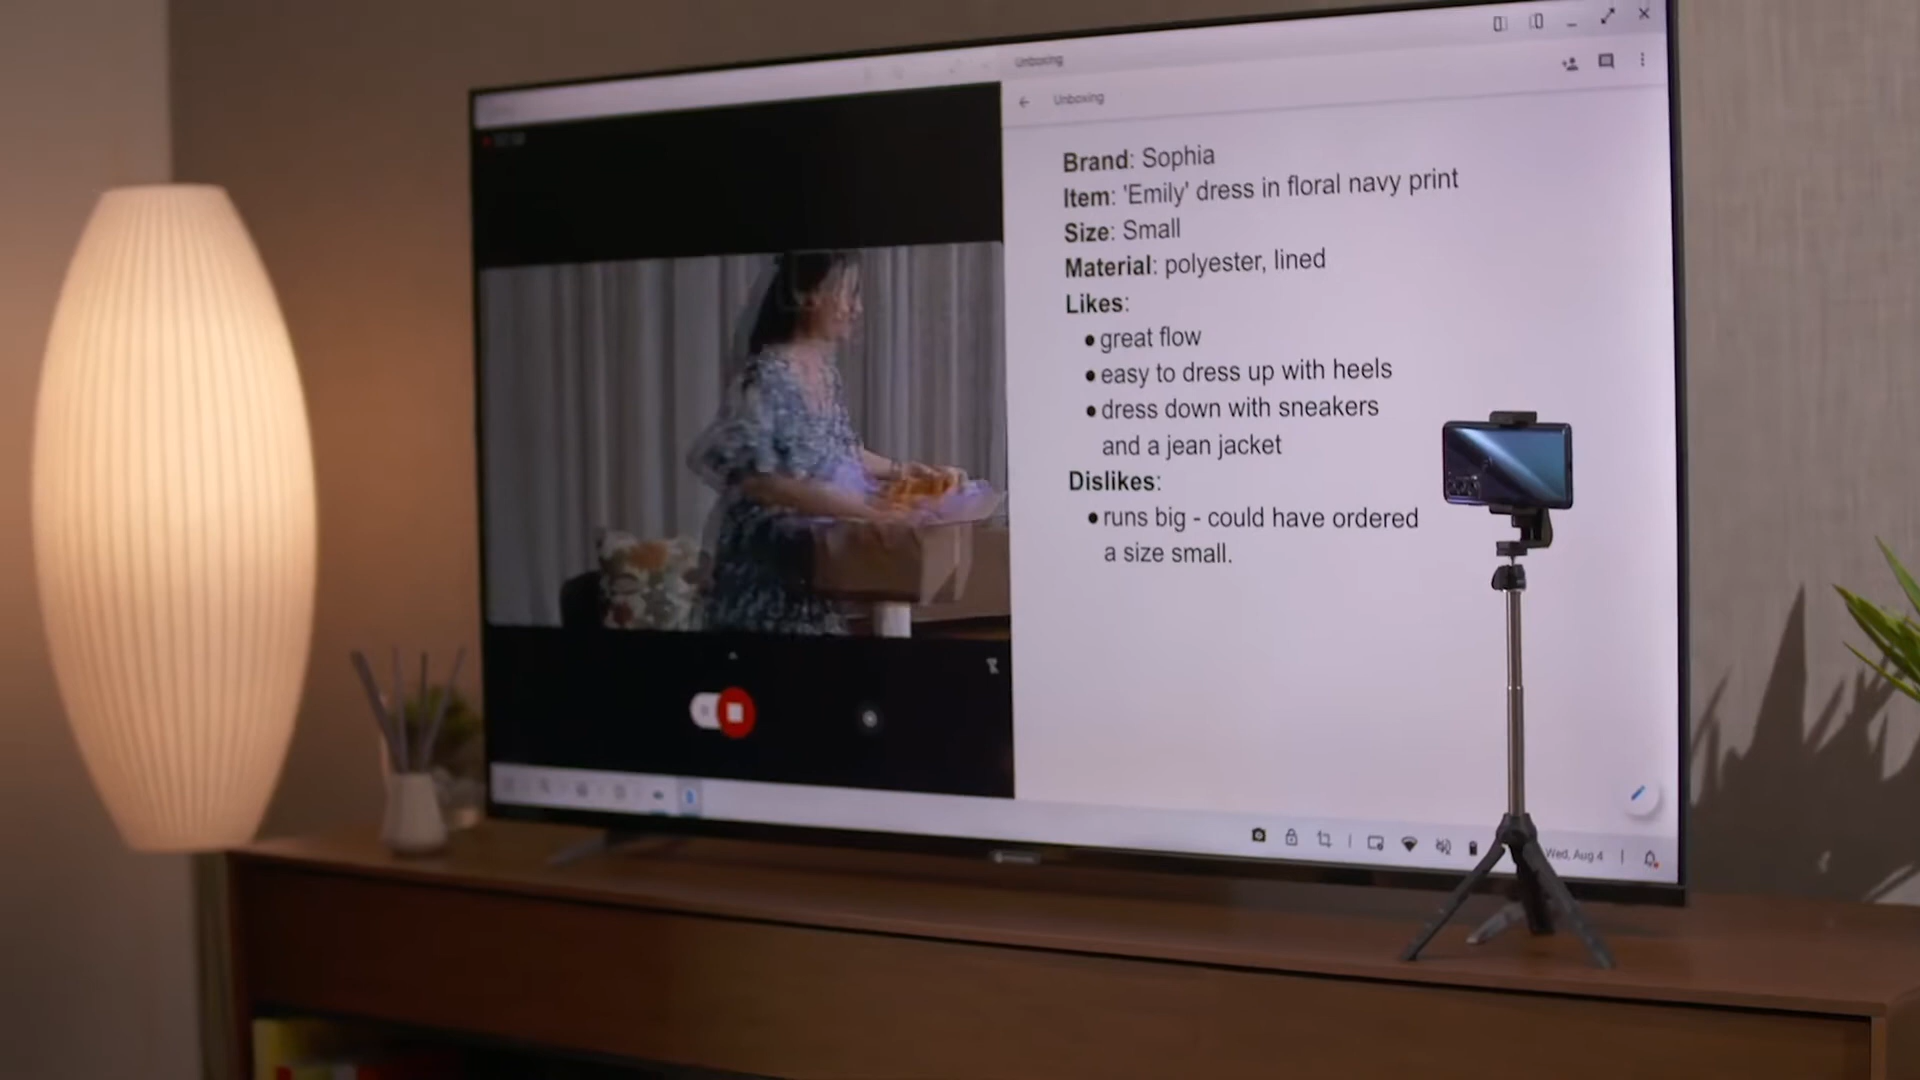 Unboxing
Unboxing
Brand: Sophia
Item: 'Emily' dress in floral navy print
Size: Small
Material: polyester, lined
Likes:
• great flow
• easy to dress up with heels
• dress down with sneakers
and a jean jacket
Dislikes:
• runs big - could have ordered
a size small.
Wed, Aug 4